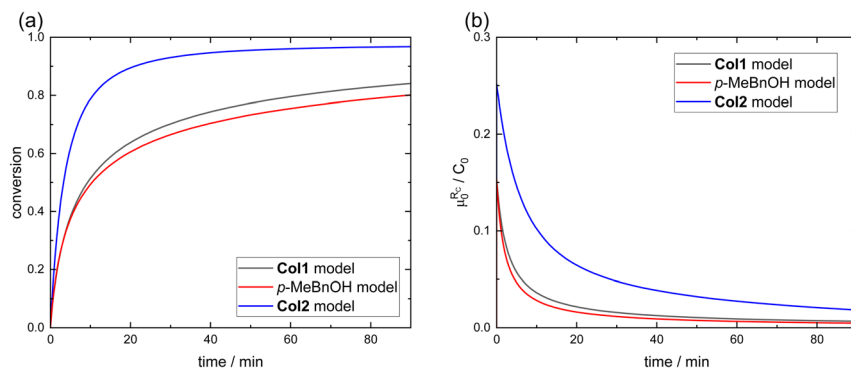 (a)
1.0
0.8
0.6
0.4
0.2
0.0
conversion
0 20 40 60 80
time / min
Col1 model
p-MeBnOH model
Col2 model
(b)
0.3
0.2
0.1
0.0
μ₀ᴿᶜ / C₀
0 20 40 60 80
time / min
Col1 model
p-MeBnOH model
Col2 model